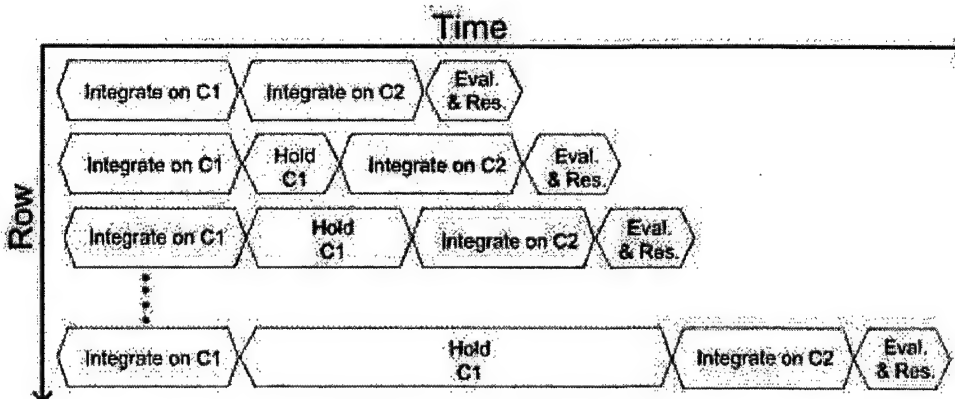 Time
Row
Integrate on C1
Integrate on C2
Eval.
& Res.
Integrate on C1
Hold
C1
Integrate on C2
Eval.
& Res.
Integrate on C1
Hold
C1
Integrate on C2
Eval.
& Res.
Integrate on C1
Hold
C1
Integrate on C2
Eval.
& Res.